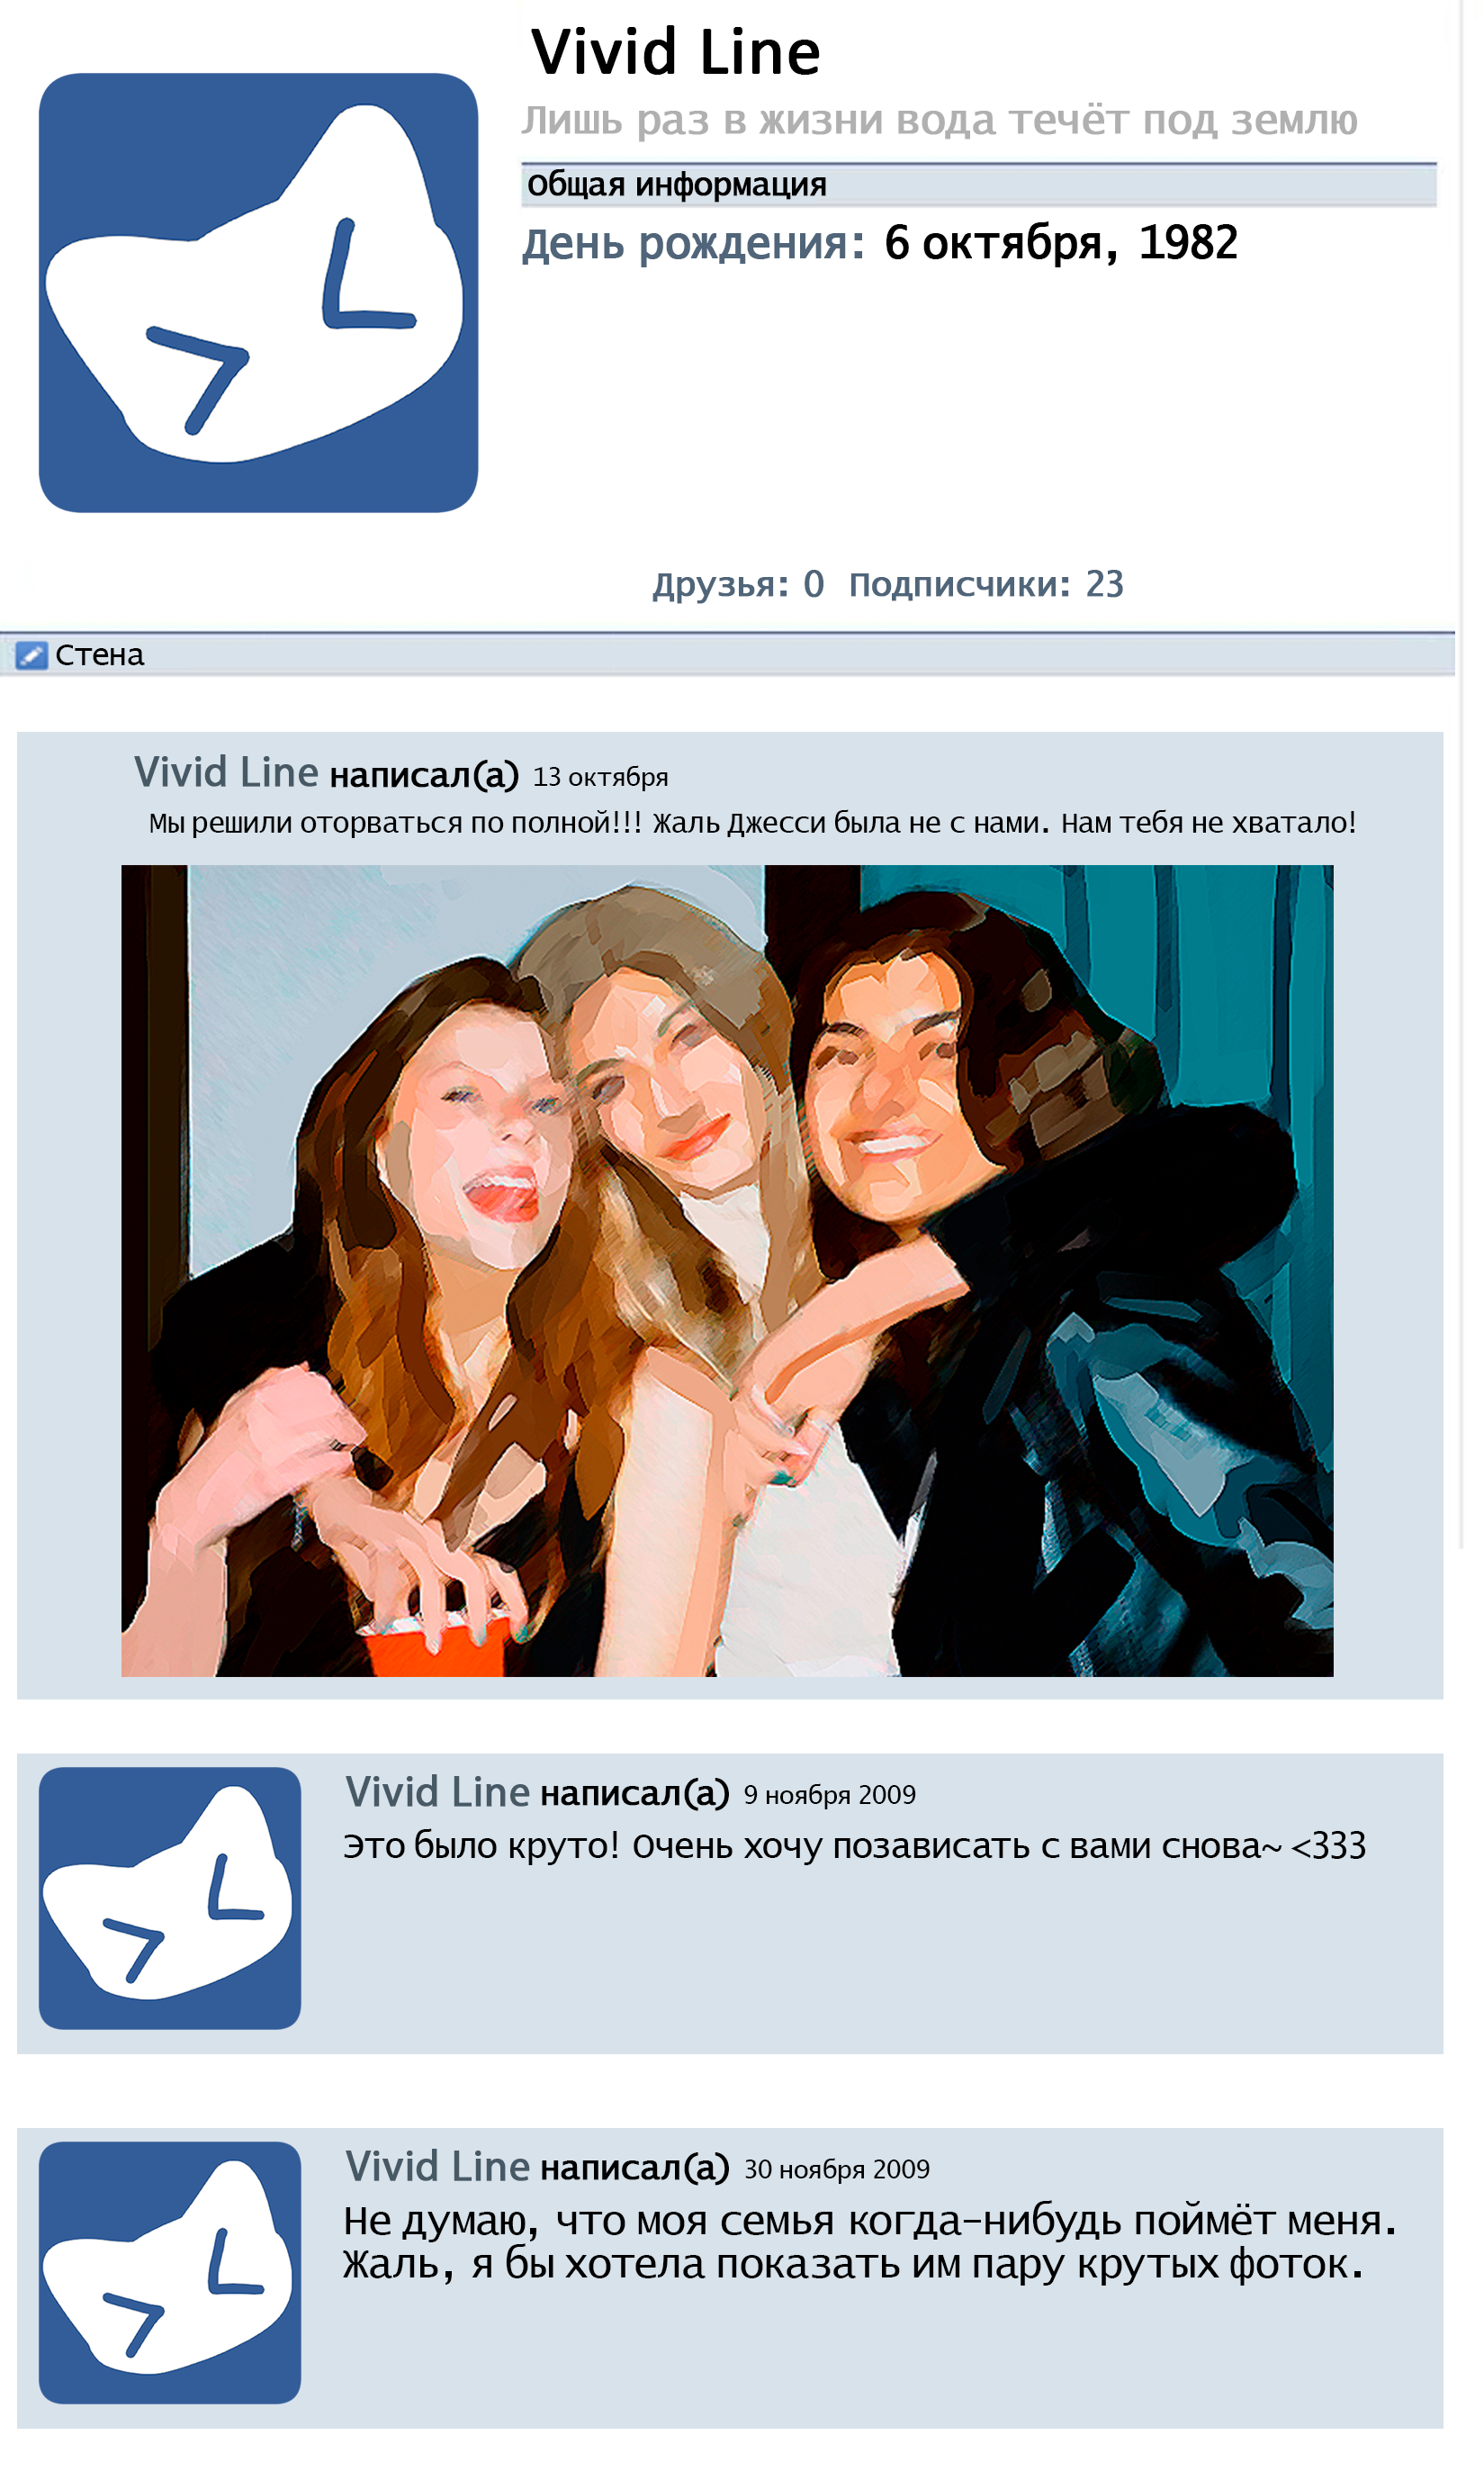 Vivid Line
Лишь раз в жизни вода течёт под землю
Общая информация
День рождения: 6 октября, 1982
Друзья: 0 Подписчики: 23
Стена
Vivid Line написал(а) 13 октября
Мы решили оторваться по полной!!! Жаль Джесси была не с нами. Нам тебя не хватало!
Vivid Line написал(а) 9 ноября 2009
Это было круто! Очень хочу позависать с вами снова~ <333
Vivid Line написал(а) 30 ноября 2009
Не думаю, что моя семья когда-нибудь поймёт меня.
Жаль, я бы хотела показать им пару крутых фоток.